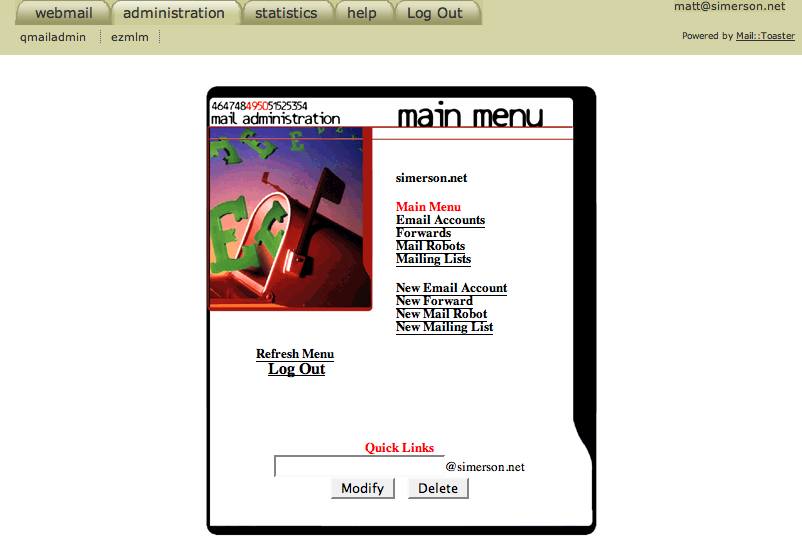 webmail administration statistics help Log Out
matt@simerson.net
qmailadmin ezmlm
Powered by Mail::Toaster
464748495051525354
mail administration
main menu
simerson.net
Main Menu
Email Accounts
Forwards
Mail Robots
Mailing Lists
New Email Account
New Forward
New Mail Robot
New Mailing List
Refresh Menu
Log Out
Quick Links
@simerson.net
Modify Delete